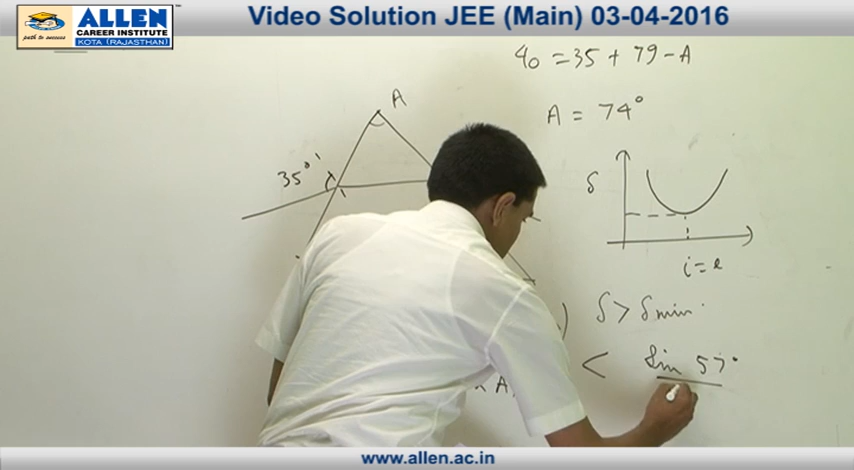 Video Solution JEE (Main) 03-04-2016
ALLEN
CAREER INSTITUTE
KOTA (RAJASTHAN)
path to success
40 = 35 + 79 - A
A
A = 74°
35°
δ
i = e
δ > δmin
< Sin 57°
A
www.allen.ac.in